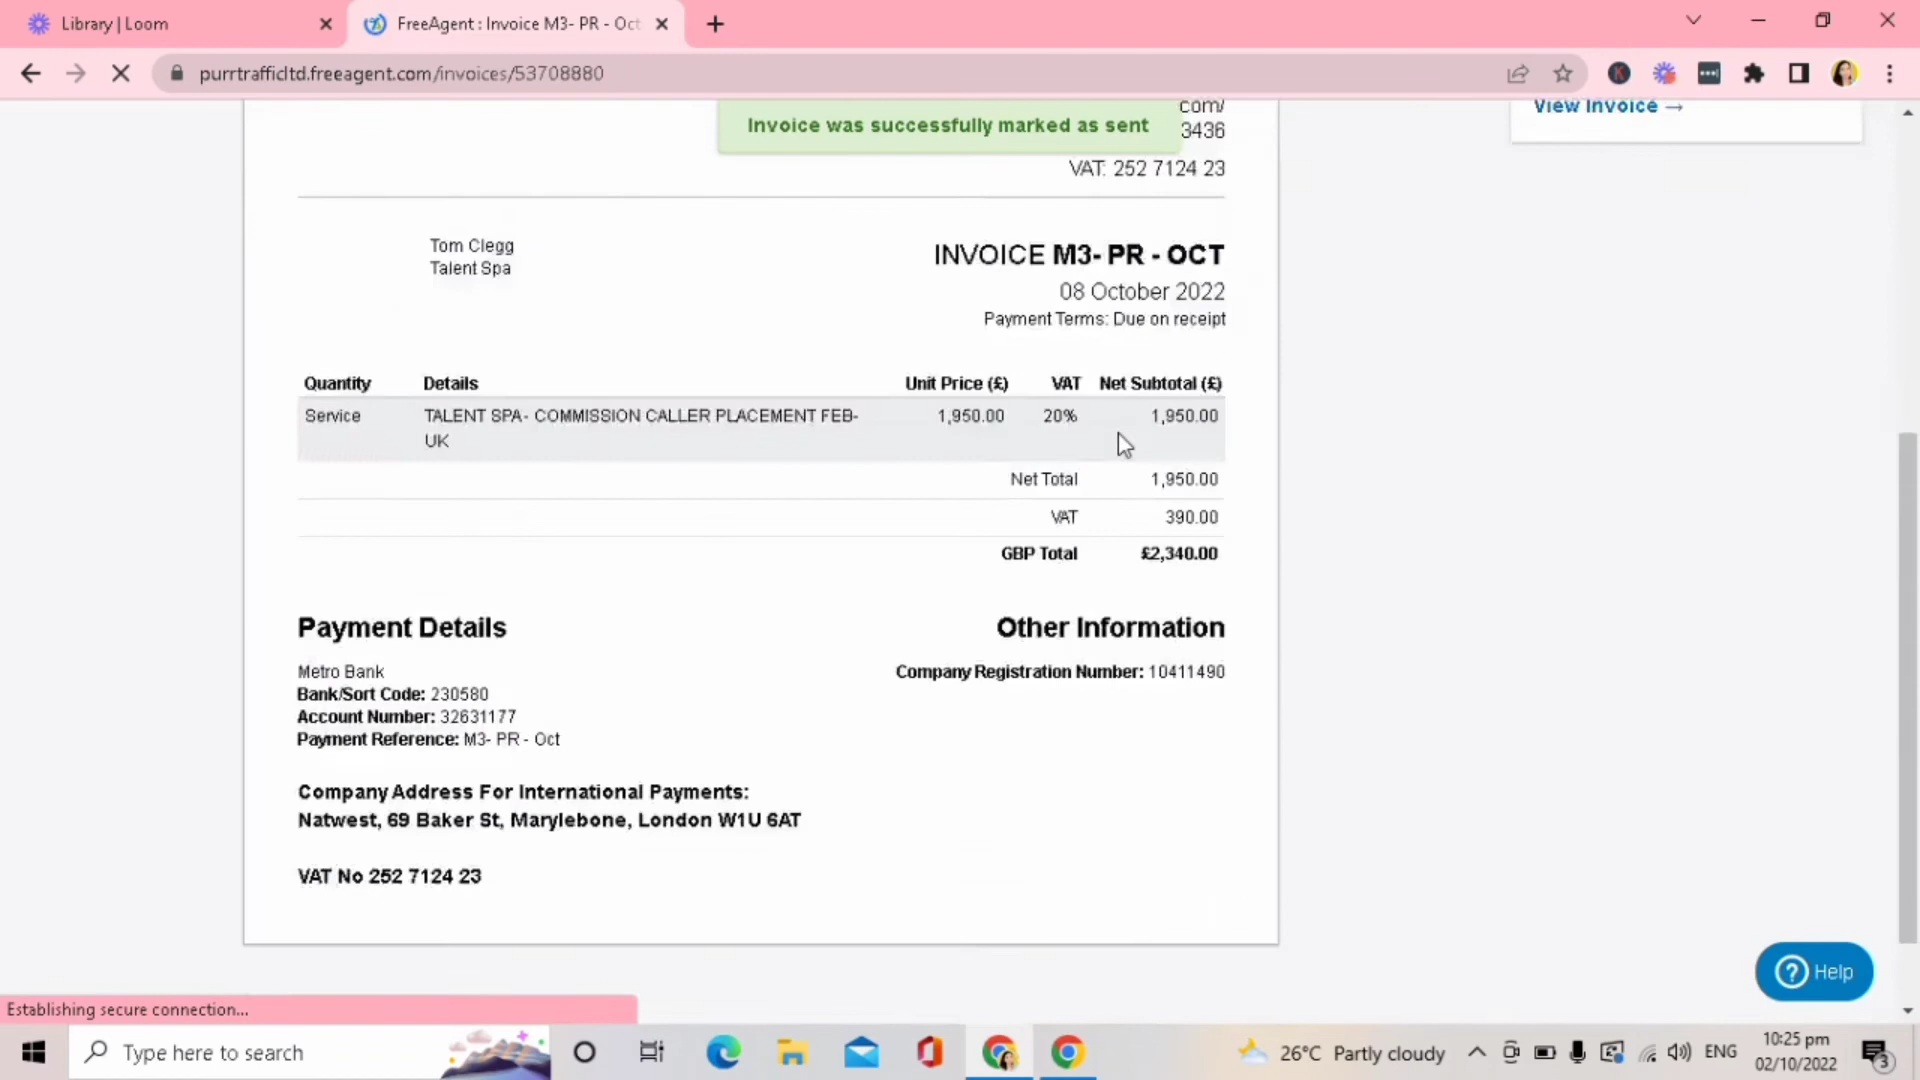 Library | Loom
FreeAgent : Invoice M3- PR - Oct
purrtrafficltd.freeagent.com/invoices/53708880
com/
View Invoice →
Invoice was successfully marked as sent
3436
VAT: 252 7124 23
Tom Clegg
Talent Spa
INVOICE M3- PR - OCT
08 October 2022
Payment Terms: Due on receipt
Quantity Details Unit Price (£) VAT Net Subtotal (£)
Service TALENT SPA- COMMISSION CALLER PLACEMENT FEB- 1,950.00 20% 1,950.00
UK
Net Total 1,950.00
VAT 390.00
GBP Total £2,340.00
Payment Details
Other Information
Metro Bank
Company Registration Number: 10411490
Bank/Sort Code: 230580
Account Number: 32631177
Payment Reference: M3- PR - Oct
Company Address For International Payments:
Natwest, 69 Baker St, Marylebone, London W1U 6AT
VAT No 252 7124 23
Help
Establishing secure connection...
Type here to search
26°C Partly cloudy
ENG
10:25 pm
02/10/2022
3